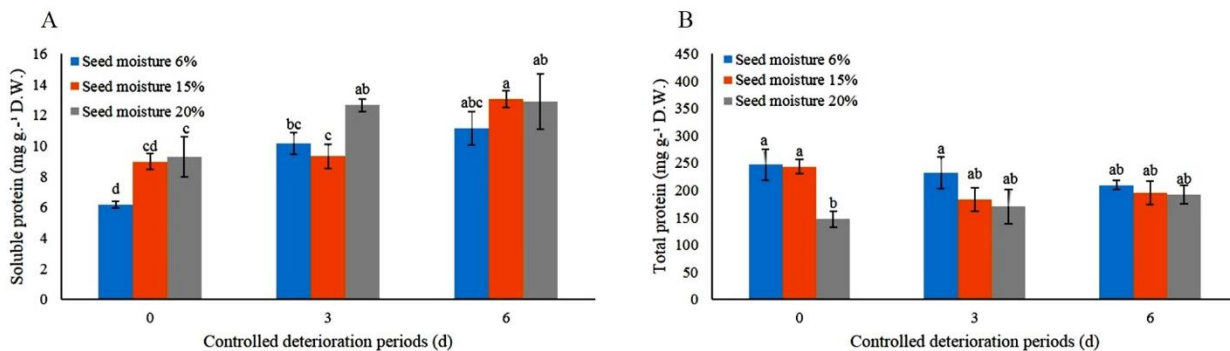 A
Soluble protein (mg g.-¹ D.W.)
16
14
12
10
8
6
4
2
0
Seed moisture 6%
Seed moisture 15%
Seed moisture 20%
d
cd
c
bc
c
ab
abc
a
ab
0
3
6
Controlled deterioration periods (d)
B
Total protein (mg g-¹ D.W.)
450
400
350
300
250
200
150
100
50
0
Seed moisture 6%
Seed moisture 15%
Seed moisture 20%
a
a
b
a
ab
ab
ab
ab
ab
0
3
6
Controlled deterioration periods (d)